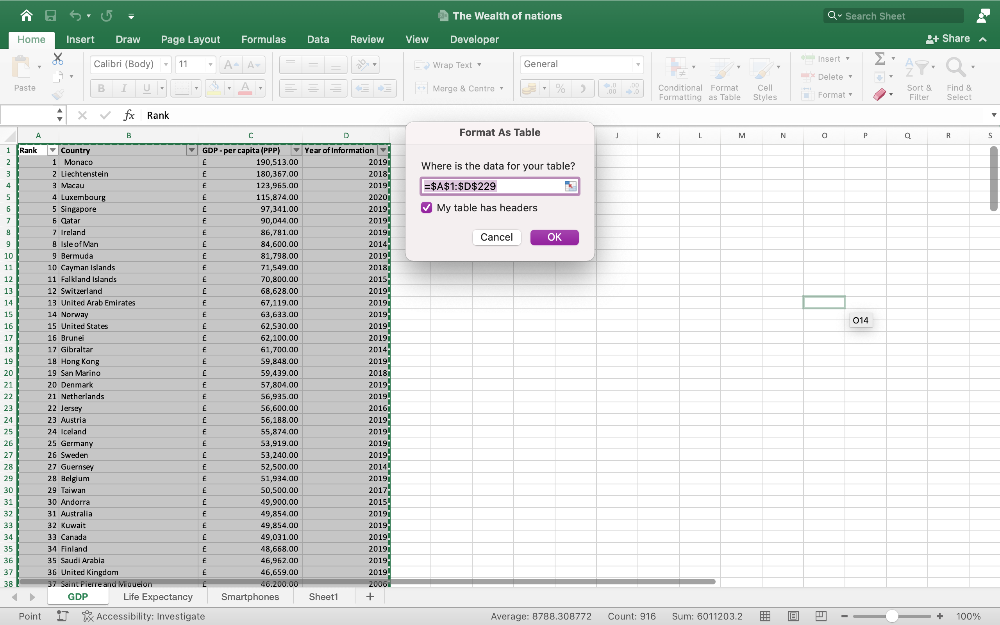 The Wealth of nations
Search Sheet
Home Insert Draw Page Layout Formulas Data Review View Developer
Share
Paste
Calibri (Body) 11
Wrap Text
Merge & Centre
General
Conditional Formatting
Format as Table
Cell Styles
Insert
Delete
Format
Sort & Filter
Find & Select
B I U
fx Rank
A B C D J K L M N O P Q R S
1 Rank Country GDP - per capita (PPP) Year of Information
2 1 Monaco £ 190,513.00 2019
3 2 Liechtenstein £ 180,367.00 2018
4 3 Macau £ 123,965.00 2019
5 4 Luxembourg £ 115,874.00 2020
6 5 Singapore £ 97,341.00 2019
7 6 Qatar £ 90,044.00 2019
8 7 Ireland £ 86,781.00 2019
9 8 Isle of Man £ 84,600.00 2014
10 9 Bermuda £ 81,798.00 2019
11 10 Cayman Islands £ 71,549.00 2018
12 11 Falkland Islands £ 70,800.00 2015
13 12 Switzerland £ 68,628.00 2019
14 13 United Arab Emirates £ 67,119.00 2019
15 14 Norway £ 63,633.00 2019
16 15 United States £ 62,530.00 2019
17 16 Brunei £ 62,100.00 2019
18 17 Gibraltar £ 61,700.00 2014
19 18 Hong Kong £ 59,848.00 2019
20 19 San Marino £ 59,439.00 2018
21 20 Denmark £ 57,804.00 2019
22 21 Netherlands £ 56,935.00 2019
23 22 Jersey £ 56,600.00 2016
24 23 Austria £ 56,188.00 2019
25 24 Iceland £ 55,874.00 2019
26 25 Germany £ 53,919.00 2019
27 26 Sweden £ 53,240.00 2019
28 27 Guernsey £ 52,500.00 2014
29 28 Belgium £ 51,934.00 2019
30 29 Taiwan £ 50,500.00 2017
31 30 Andorra £ 49,900.00 2015
32 31 Australia £ 49,854.00 2019
33 32 Kuwait £ 49,854.00 2019
34 33 Canada £ 49,031.00 2019
35 34 Finland £ 48,668.00 2019
36 35 Saudi Arabia £ 46,962.00 2019
37 36 United Kingdom £ 46,659.00 2019
38 37 Saint Pierre and Miquelon £ 46,200.00 2006
Format As Table
Where is the data for your table?
=$A$1:$D$229
My table has headers
Cancel OK
O14
GDP Life Expectancy Smartphones Sheet1 +
Point Accessibility: Investigate Average: 8788.308772 Count: 916 Sum: 6011203.2 100%